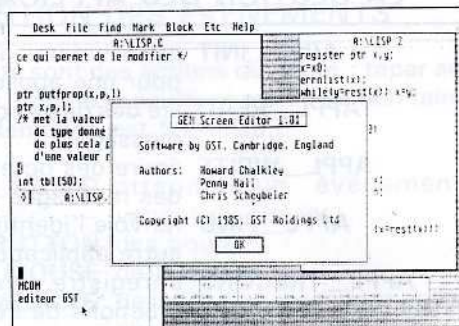 Desk File Find Mark Block Etc Help
A:\LISP.C
ce qui permet de le modifier */
}
ptr putfprop(x,p,l)
ptr x,p,l;
/* met la valeur
de type donné
de plus cela p
d'une valeur r
int tbl[50];
A:\LISP.
MCOM
editeur GST
A:\LISP 2
register ptr x,y;
x=x0;
errnlist(x);
while(y=rest(x)) x=y;
(x=rest(x)))
GEM Screen Editor 1.01
Software by GST, Cambridge, England
Authors: Howard Chalkley
Penny Hall
Chris Scheybeler
Copyright (C) 1985, GST Holdings Ltd
OK